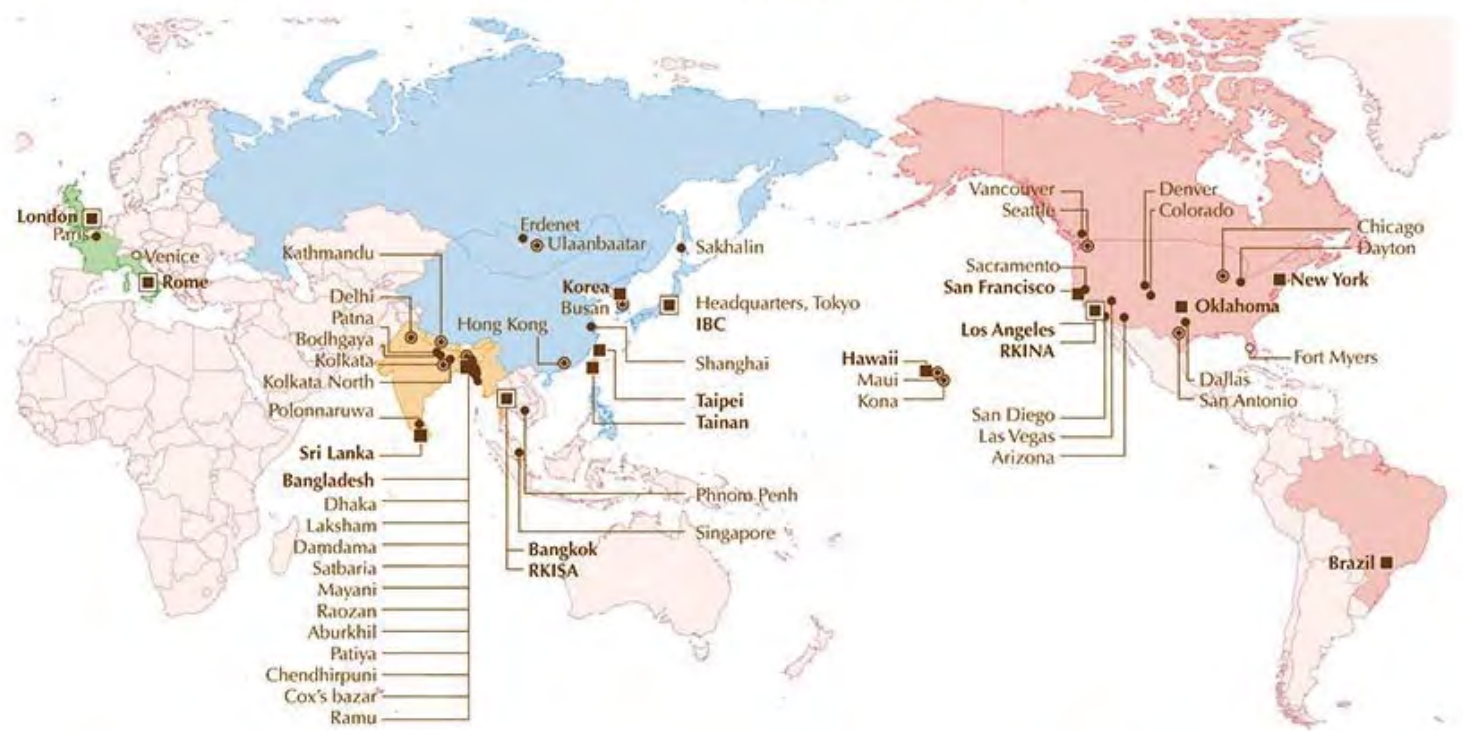 London
Paris
Venice
Rome
Kathmandu
Delhi
Patna
Bodhgaya
Kolkata
Kolkata North
Polonnaruwa
Sri Lanka
Bangladesh
Dhaka
Laksham
Damdama
Satbaria
Mayani
Raozan
Aburkhil
Patiya
Chendhirpuni
Cox's bazar
Ramu
Erdenet
Ulaanbaatar
Sakhalin
Korea
Busan
Hong Kong
Headquarters, Tokyo
IBC
Shanghai
Taipei
Tainan
Phnom Penh
Singapore
Bangkok
RKISA
Hawaii
Maui
Kona
Vancouver
Seattle
Sacramento
San Francisco
Los Angeles
RKINA
San Diego
Las Vegas
Arizona
Denver
Colorado
Chicago
Dayton
New York
Oklahoma
Fort Myers
Dallas
San Antonio
Brazil